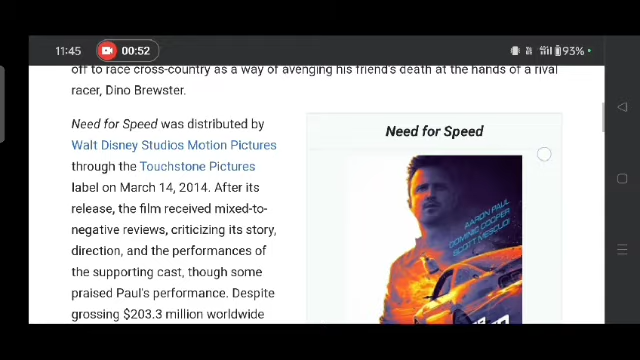 11:45 00:52 93%
off to race cross-country as a way of avenging his friend's death at the hands of a rival
racer, Dino Brewster.
Need for Speed was distributed by
Walt Disney Studios Motion Pictures
through the Touchstone Pictures
label on March 14, 2014. After its
release, the film received mixed-to-
negative reviews, criticizing its story,
direction, and the performances of
the supporting cast, though some
praised Paul's performance. Despite
grossing $203.3 million worldwide
Need for Speed
AARON PAUL
DOMINIC COOPER
SCOTT MESCUDI